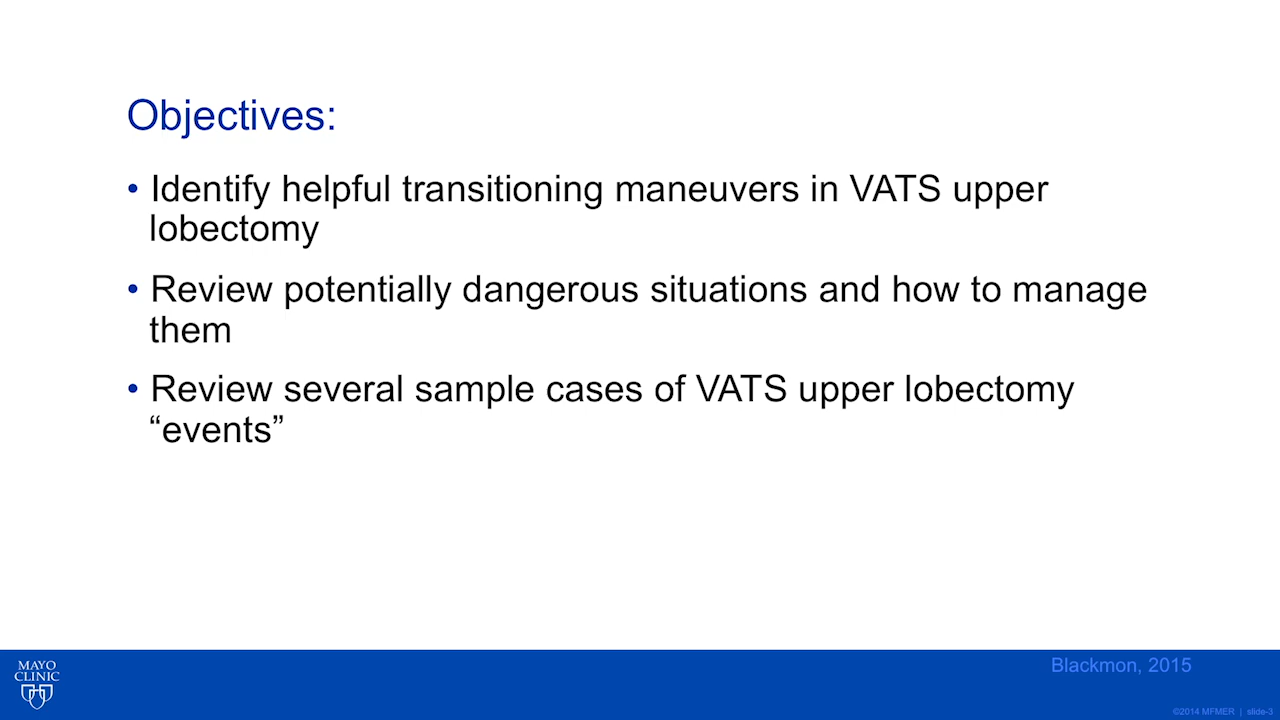 Objectives:
• Identify helpful transitioning maneuvers in VATS upper
lobectomy
• Review potentially dangerous situations and how to manage
them
• Review several sample cases of VATS upper lobectomy
“events”
MAYO
CLINIC
Blackmon, 2015
©2014 MFMER | slide-3